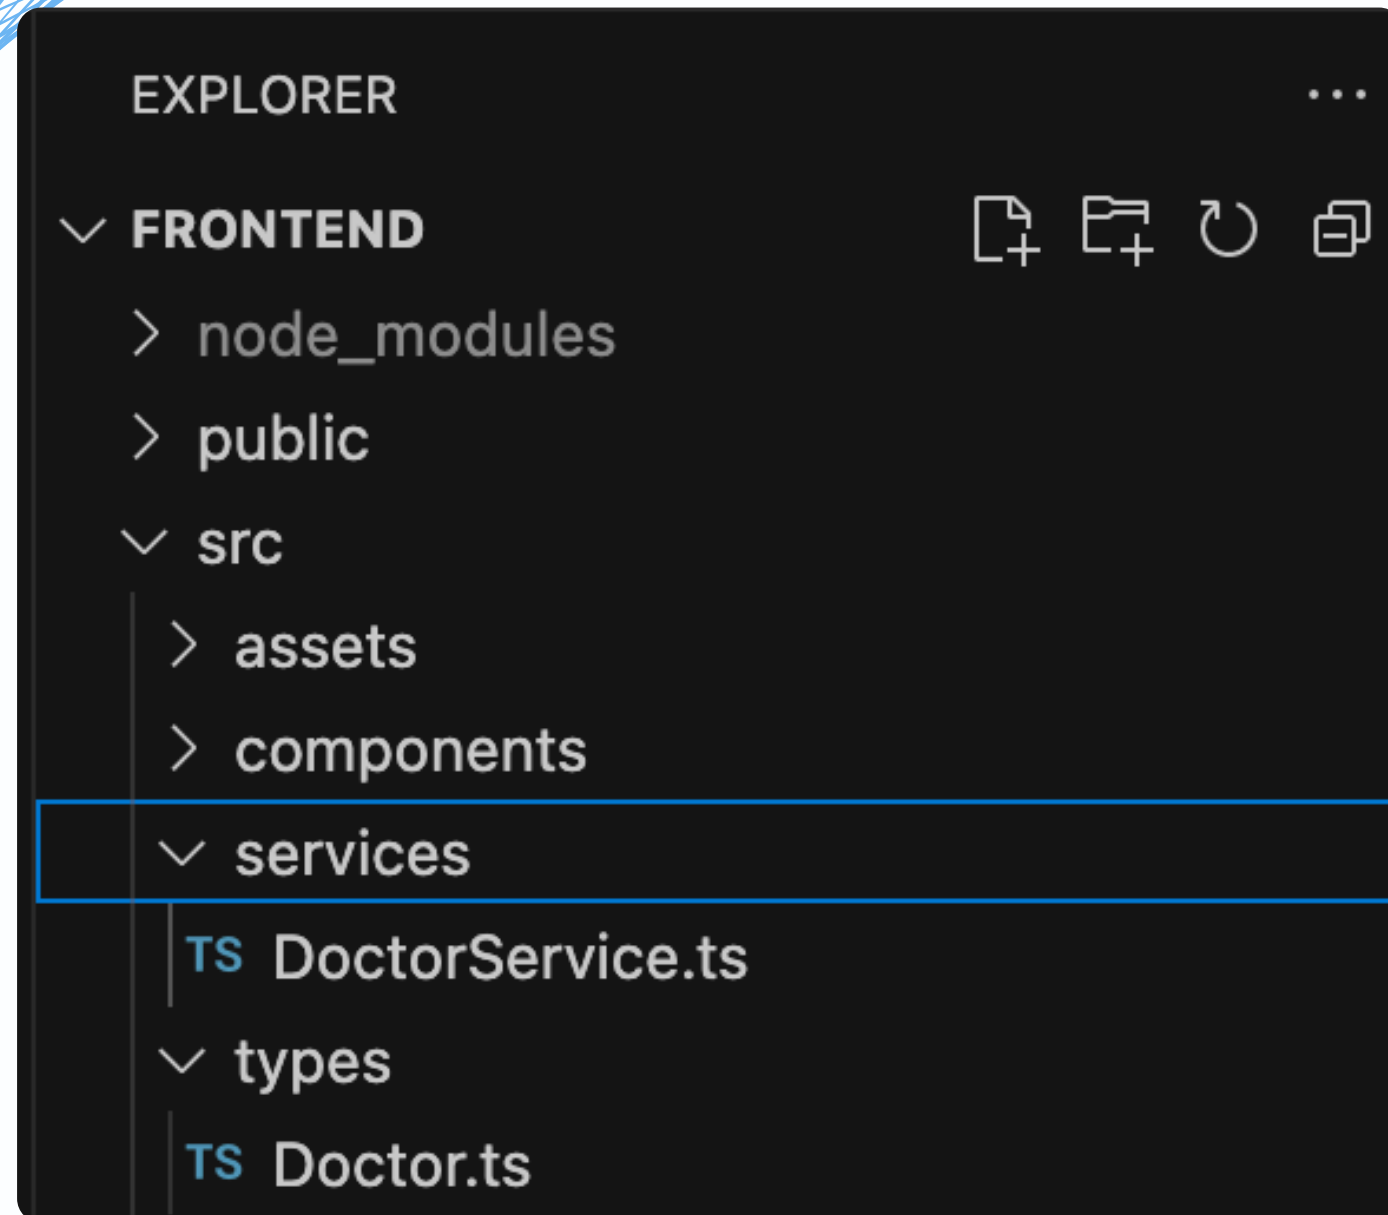 EXPLORER
FRONTEND
node_modules
public
src
assets
components
services
TS DoctorService.ts
types
TS Doctor.ts